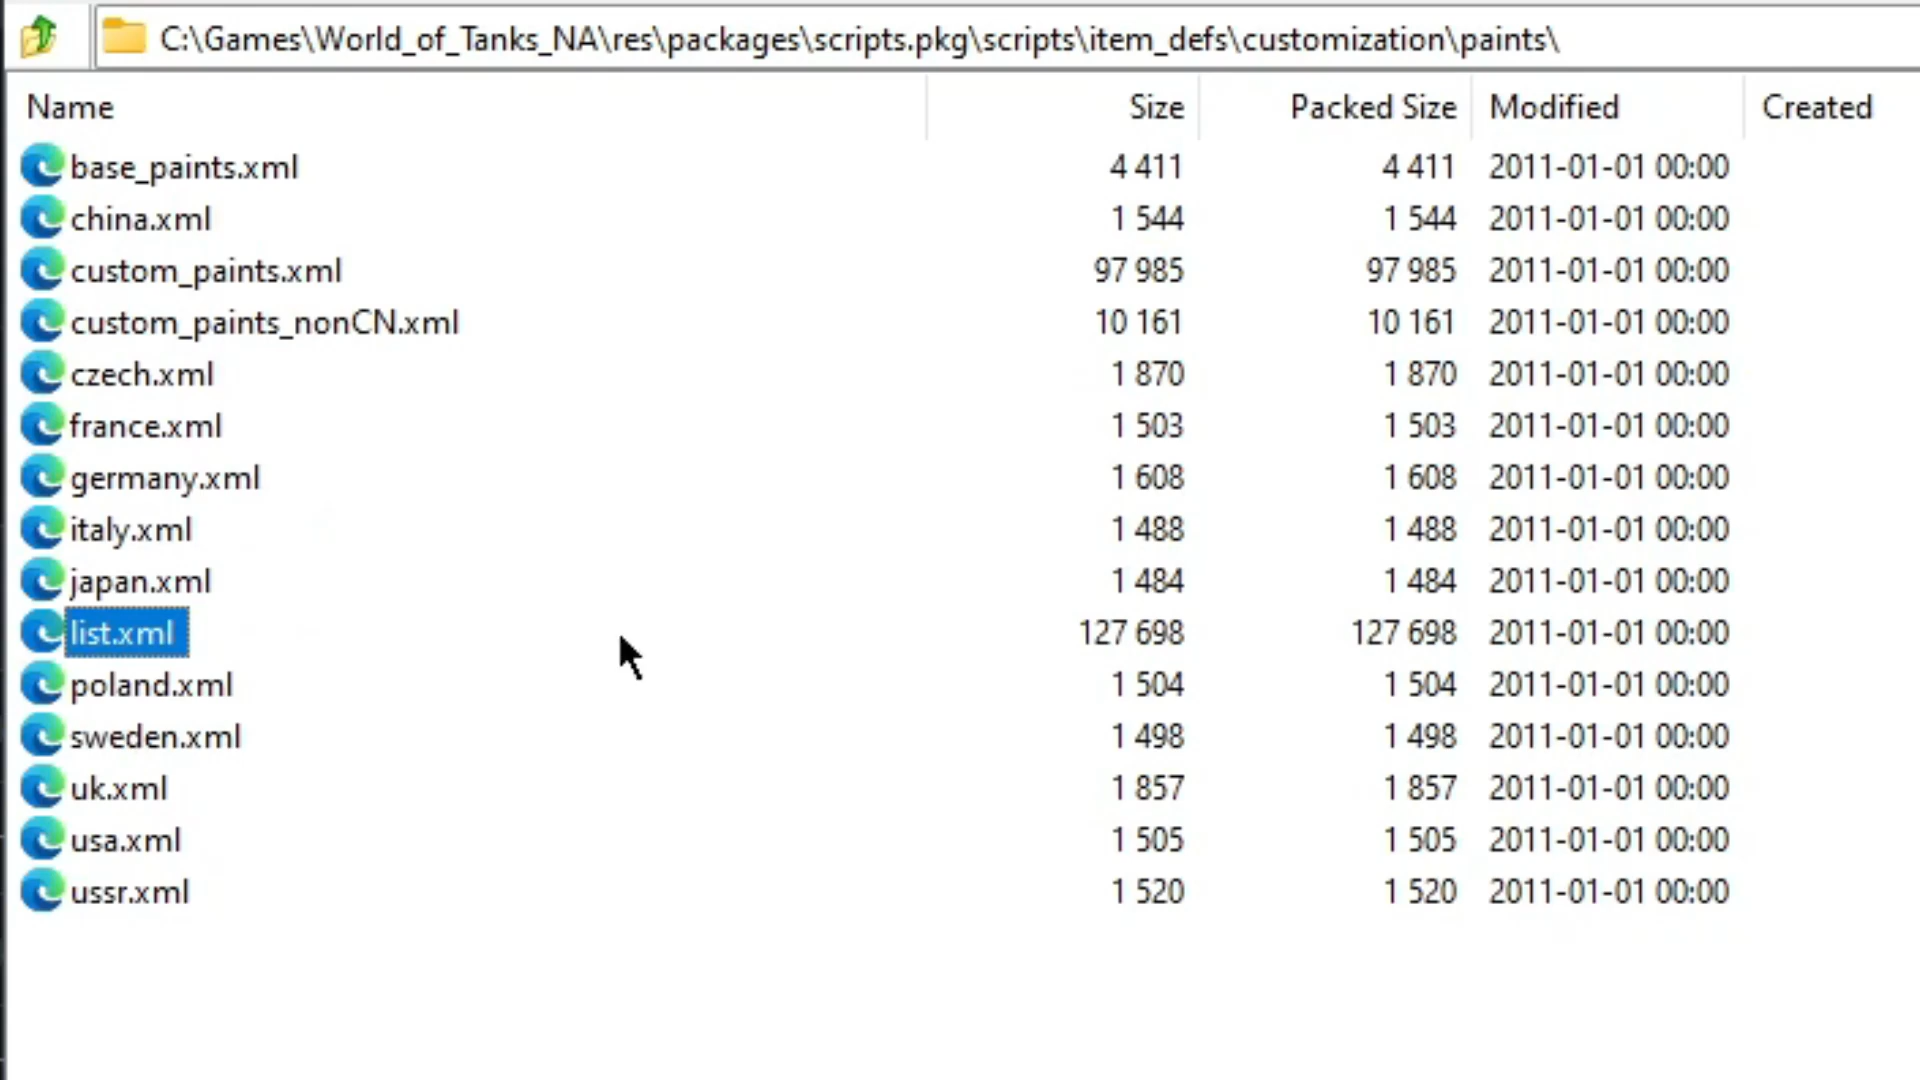 C:\Games\World_of_Tanks_NA\res\packages\scripts.pkg\scripts\item_defs\customization\paints\
Name Size Packed Size Modified Created
base_paints.xml 4 411 4 411 2011-01-01 00:00
china.xml 1 544 1 544 2011-01-01 00:00
custom_paints.xml 97 985 97 985 2011-01-01 00:00
custom_paints_nonCN.xml 10 161 10 161 2011-01-01 00:00
czech.xml 1 870 1 870 2011-01-01 00:00
france.xml 1 503 1 503 2011-01-01 00:00
germany.xml 1 608 1 608 2011-01-01 00:00
italy.xml 1 488 1 488 2011-01-01 00:00
japan.xml 1 484 1 484 2011-01-01 00:00
list.xml 127 698 127 698 2011-01-01 00:00
poland.xml 1 504 1 504 2011-01-01 00:00
sweden.xml 1 498 1 498 2011-01-01 00:00
uk.xml 1 857 1 857 2011-01-01 00:00
usa.xml 1 505 1 505 2011-01-01 00:00
ussr.xml 1 520 1 520 2011-01-01 00:00